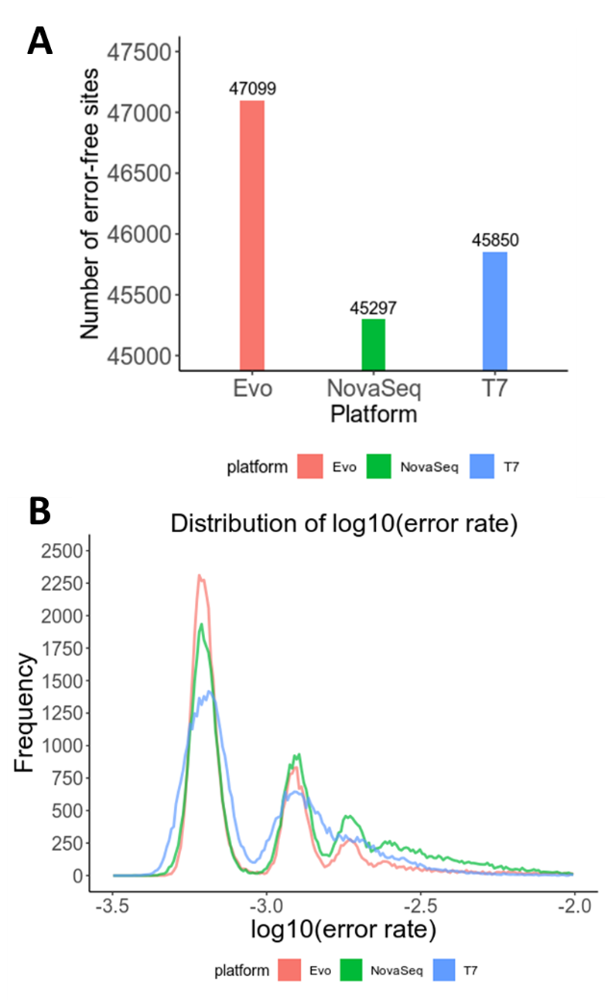 A
Number of error-free sites
47500
47000
46500
46000
45500
45000
47099
45297
45850
Evo NovaSeq T7
Platform
platform Evo NovaSeq T7
B
Distribution of log10(error rate)
Frequency
2500
2250
2000
1750
1500
1250
1000
750
500
250
0
-3.5 -3.0 -2.5 -2.0
log10(error rate)
platform Evo NovaSeq T7